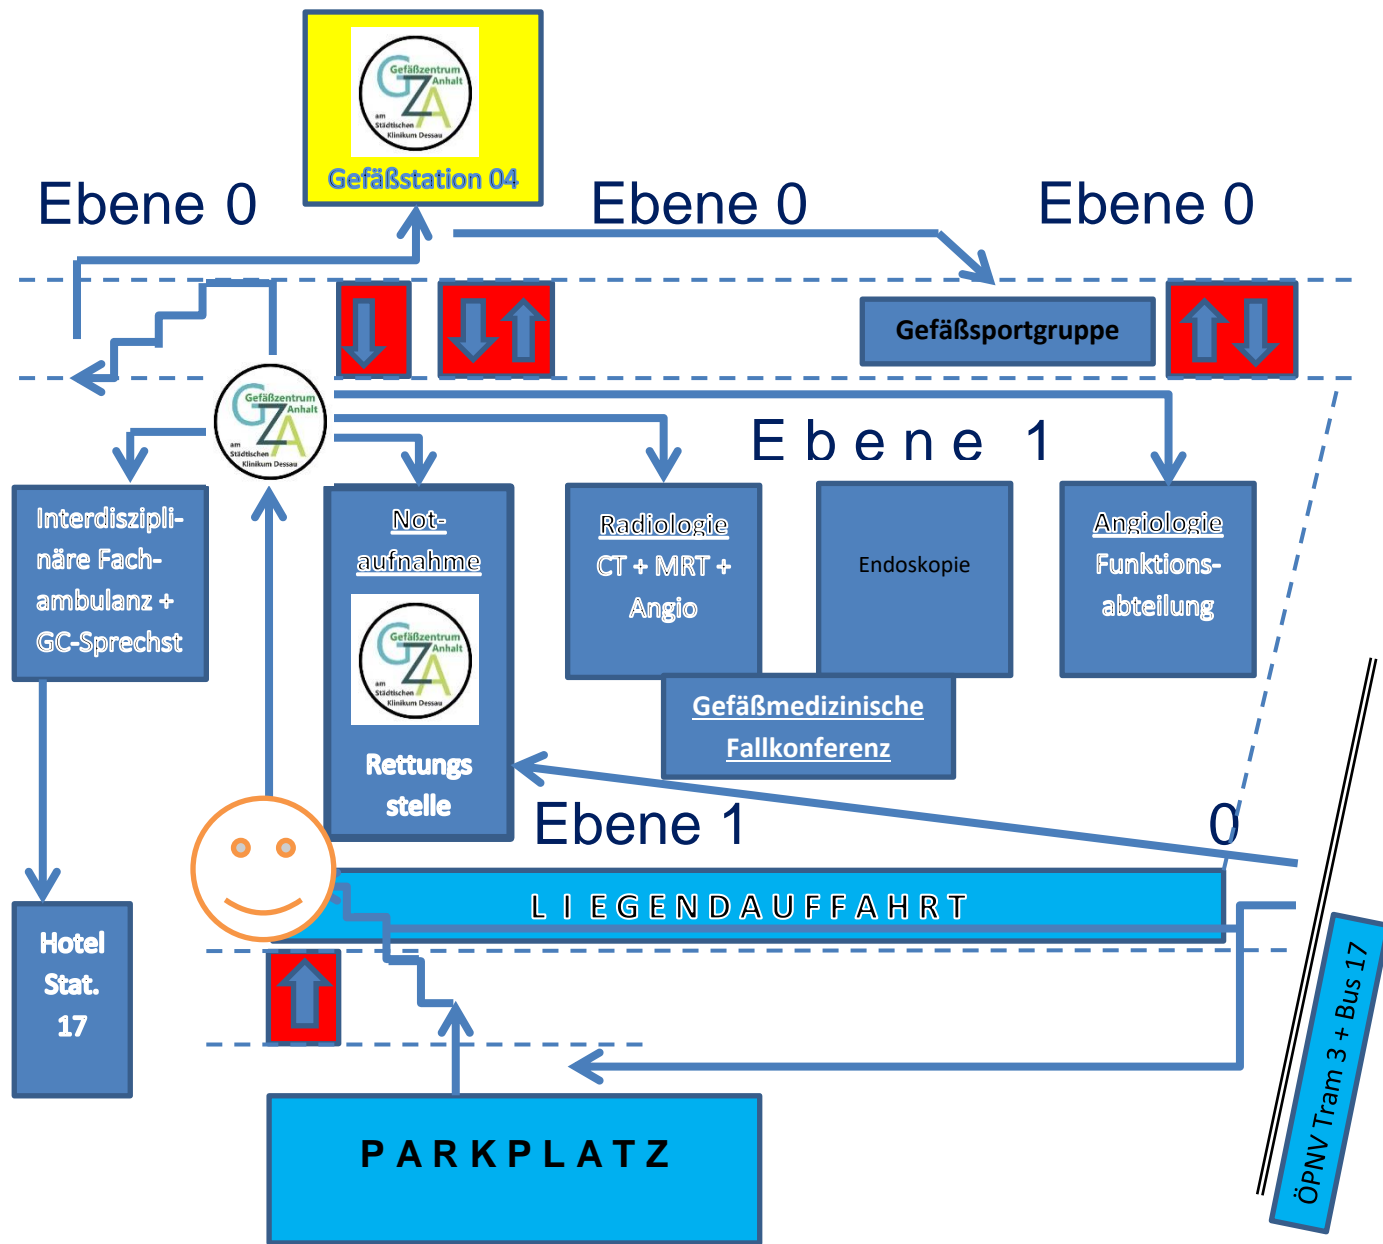 Gefäßzentrum
Anhalt
GZA
am
Städtischen
Klinikum Dessau
Gefäßstation 04
Ebene 0
Ebene 0
Ebene 0
Gefäßsportgruppe
Gefäßzentrum
Anhalt
GZA
am
Städtischen
Klinikum Dessau
Ebene 1
Interdiszipli-
näre Fach-
ambulanz +
GC-Sprechst
Not-
aufnahme
Gefäßzentrum
Anhalt
GZA
am
Städtischen
Klinikum Dessau
Rettungs
stelle
Radiologie
CT + MRT +
Angio
Endoskopie
Angiologie
Funktions-
abteilung
Gefäßmedizinische
Fallkonferenz
Ebene 1
0
LIEGENDAUFFAHRT
Hotel
Stat.
17
PARKPLATZ
ÖPNV Tram 3 + Bus 17